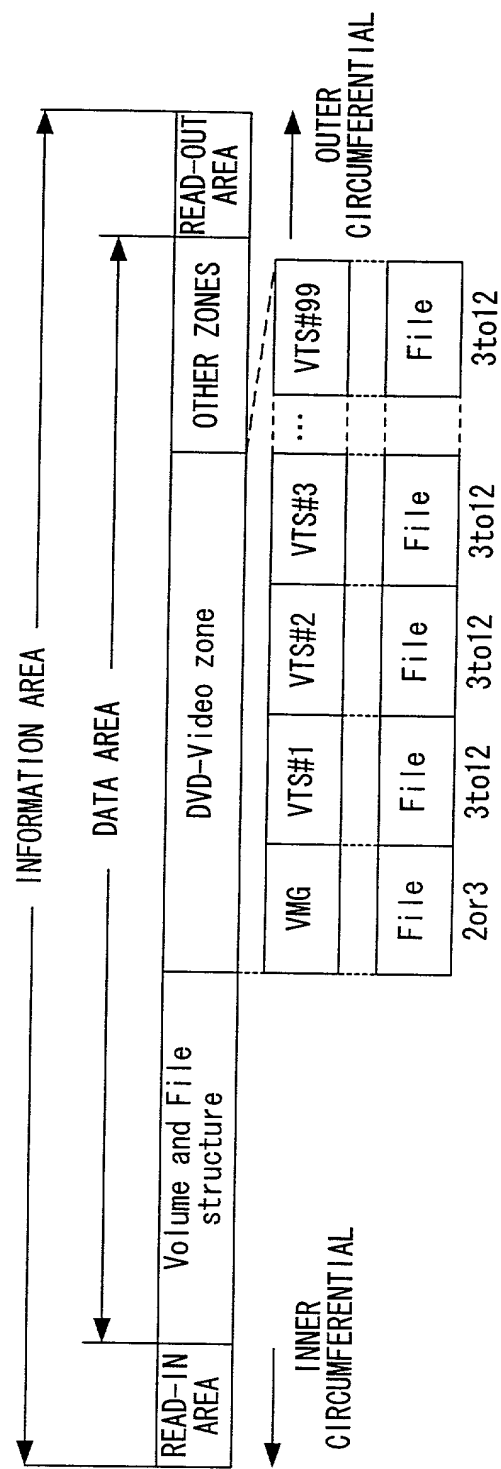 INFORMATION AREA
DATA AREA
READ-IN
AREA
Volume and File
structure
DVD-Video zone
OTHER ZONES
READ-OUT
AREA
INNER
CIRCUMFERENTIAL
OUTER
CIRCUMFERENTIAL
VMG VTS#1 VTS#2 VTS#3 ... VTS#99
File File File File File
2or3 3to12 3to12 3to12 3to12